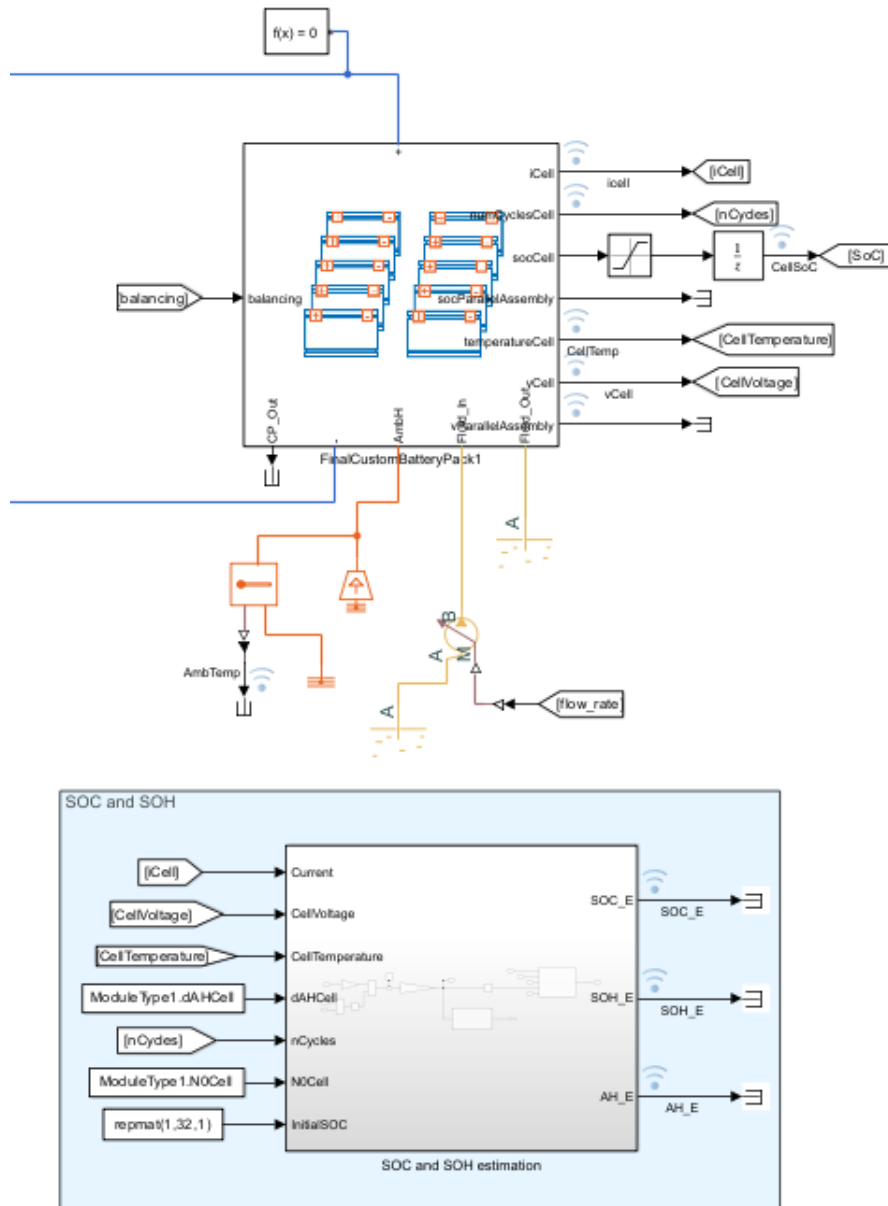 f(x) = 0
+
iCell
icell
[iCell]
numCyclesCell
[nCycles]
socCell
1
z
CellSoC
[SoC]
balancing]
balancing
socParallelAssembly
temperatureCell
CellTemp
[CellTemperature]
vCell
vCell
[CellVoltage]
vParallelAssembly
CP_Out
-
AmbH
Fluid_In
Fluid_Out
FinalCustomBatteryPack1
A
B
A
M
AmbTemp
A
[flow_rate]
SOC and SOH
[iCell]
Current
[CellVoltage]
CellVoltage
[CellTemperature]
CellTemperature
ModuleType1.dAHCell
dAHCell
[nCycles]
nCycles
ModuleType1.N0Cell
N0Cell
repmat(1,32,1)
InitialSOC
SOC_E
SOC_E
SOH_E
SOH_E
AH_E
AH_E
SOC and SOH estimation